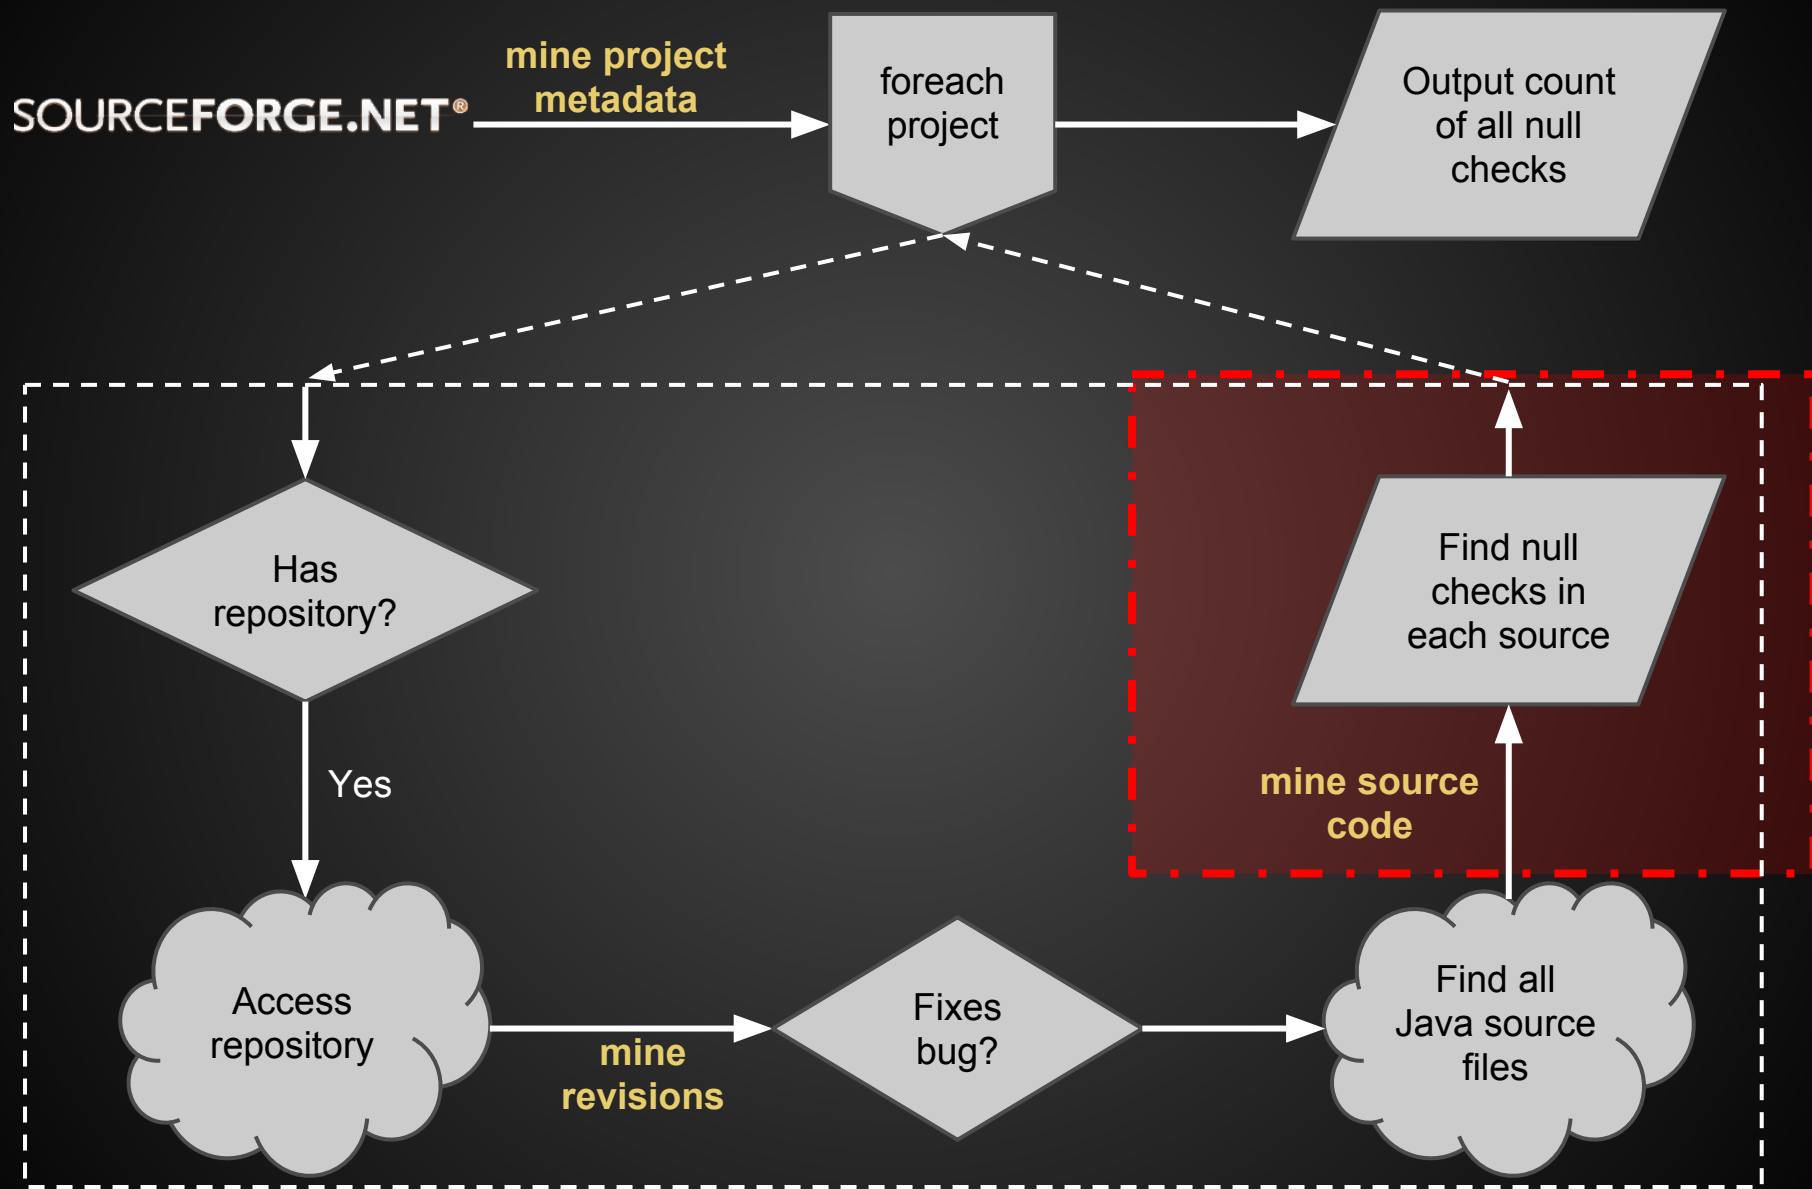 SOURCEFORGE.NET®
mine project
metadata
foreach
project
Output count
of all null
checks
Has
repository?
Yes
Access
repository
mine
revisions
Fixes
bug?
Find all
Java source
files
mine source
code
Find null
checks in
each source